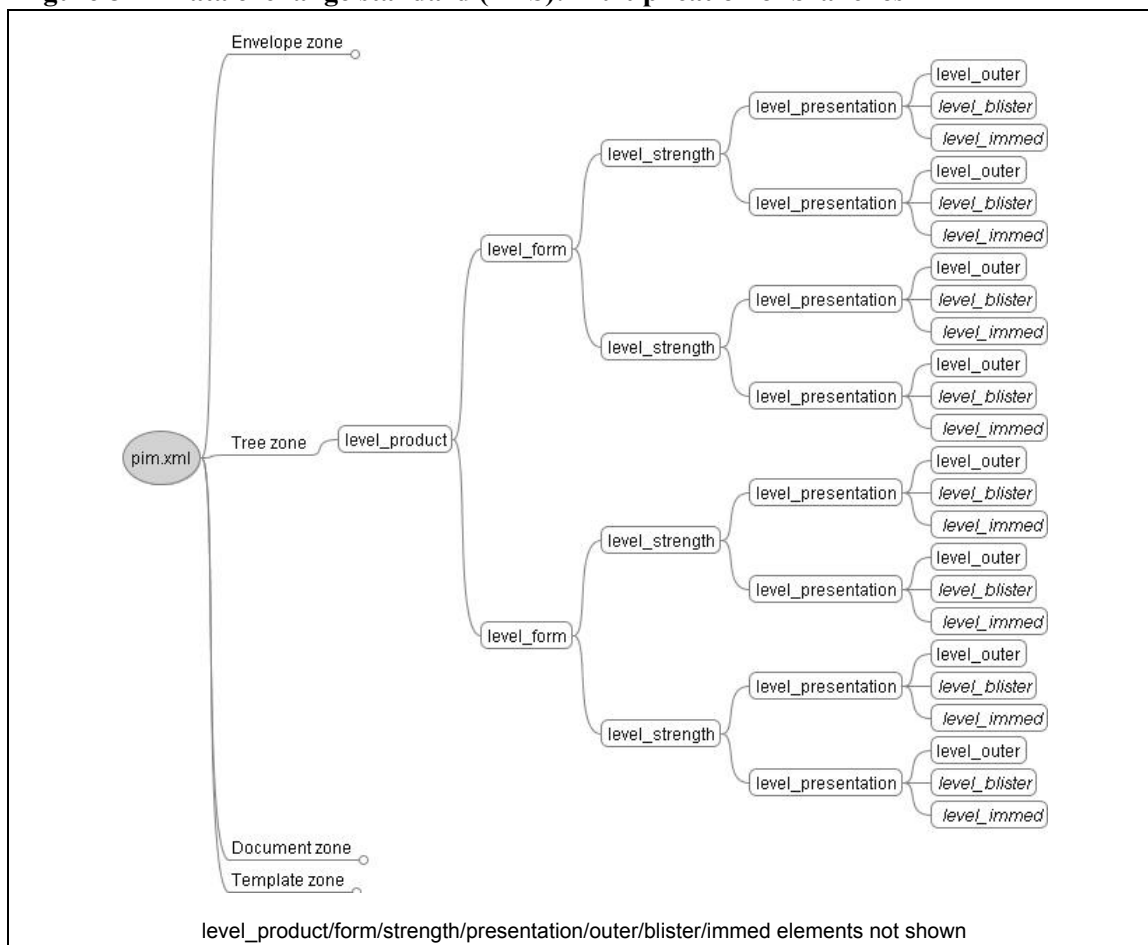 Envelope zone
level_outer
level_presentation
level_blister
level_immed
level_strength
level_outer
level_presentation
level_blister
level_immed
level_form
level_outer
level_presentation
level_blister
level_immed
level_strength
level_outer
level_presentation
level_blister
level_immed
pim.xml
Tree zone
level_product
level_outer
level_presentation
level_blister
level_immed
level_strength
level_outer
level_presentation
level_blister
level_immed
level_form
level_outer
level_presentation
level_blister
level_immed
level_strength
level_outer
level_presentation
level_blister
level_immed
Document zone
Template zone
level_product/form/strength/presentation/outer/blister/immed elements not shown